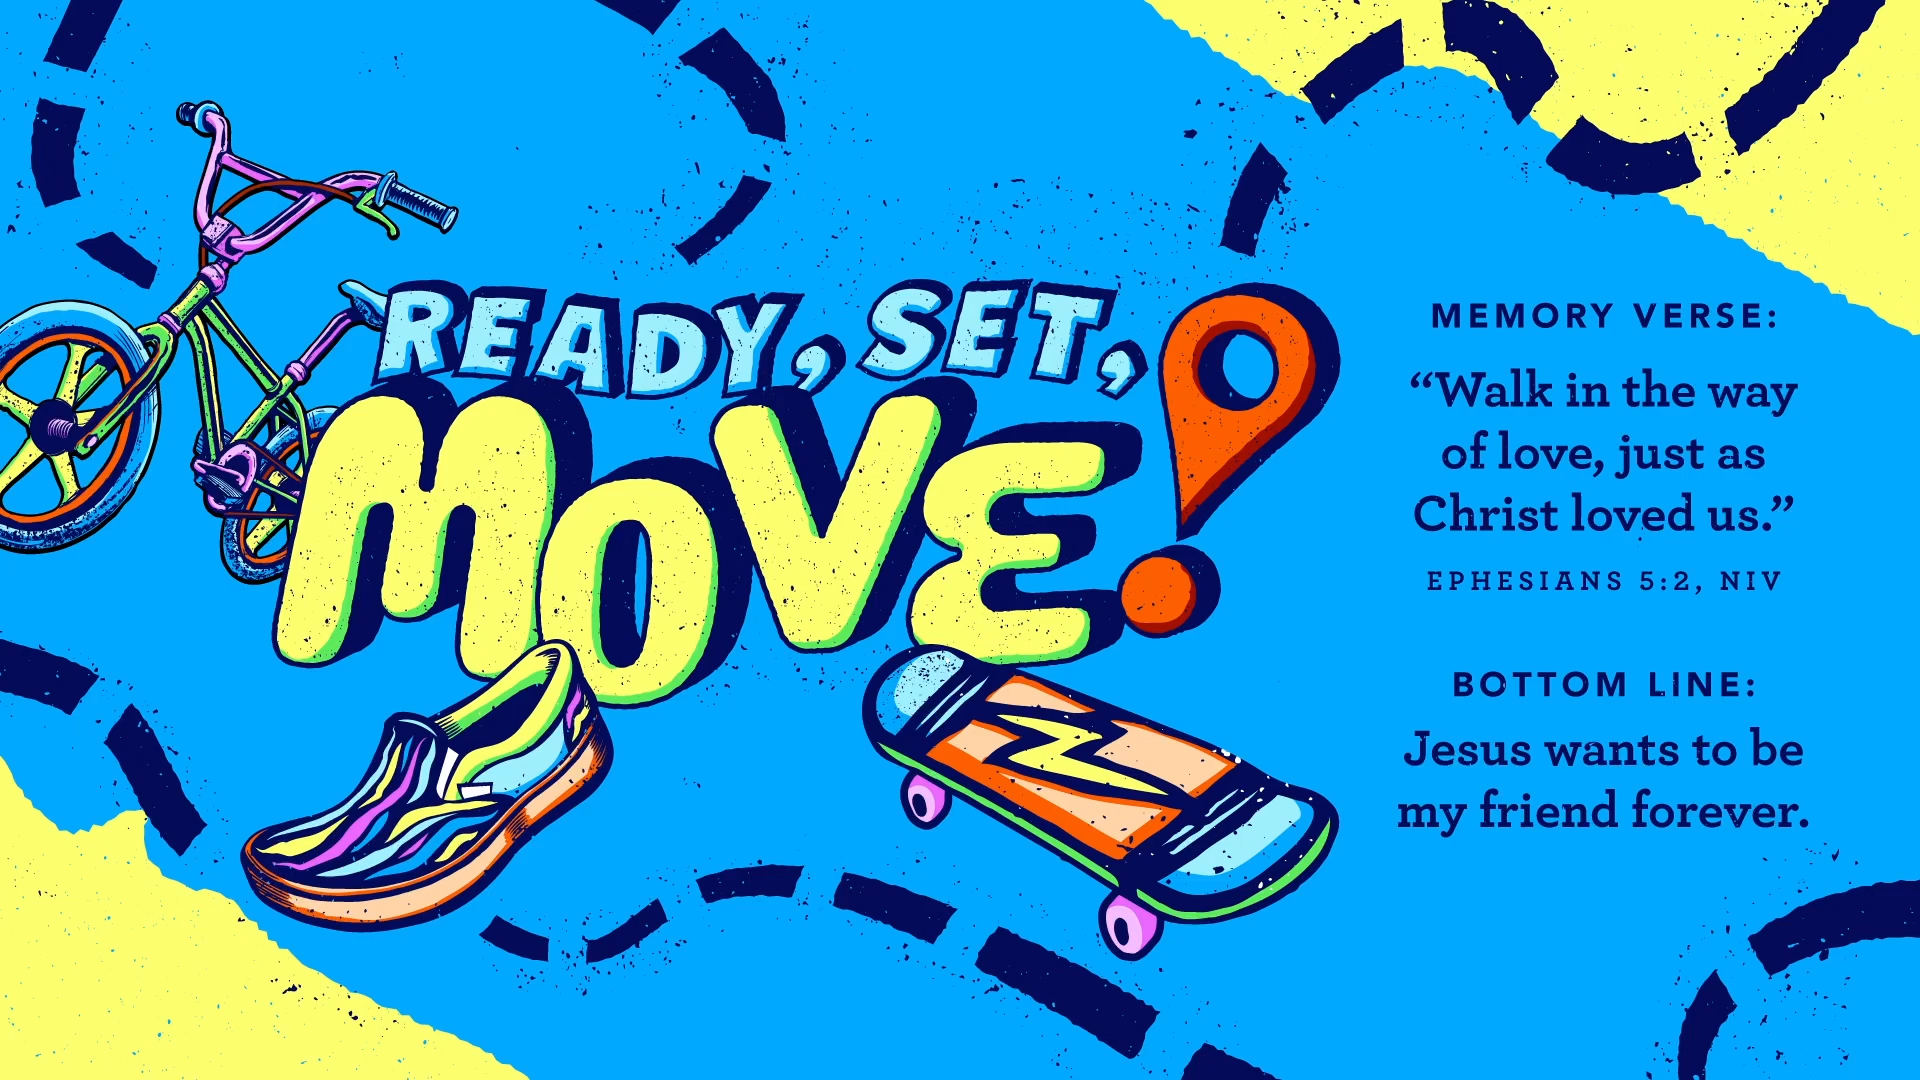 READY, SET,
MOVE!
MEMORY VERSE:
“Walk in the way
of love, just as
Christ loved us.”
EPHESIANS 5:2, NIV
BOTTOM LINE:
Jesus wants to be
my friend forever.